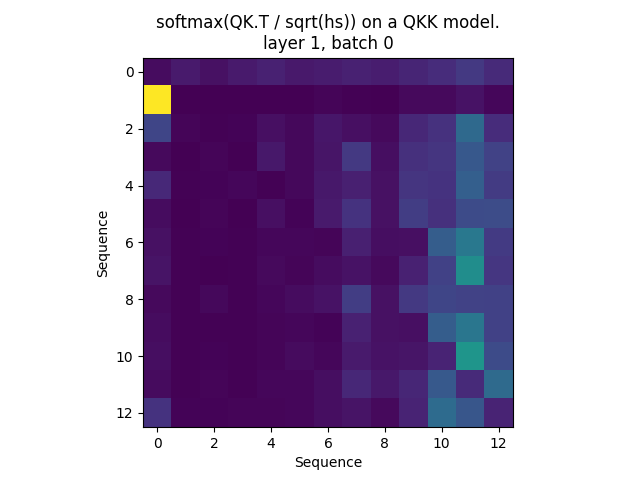 softmax(QK.T / sqrt(hs)) on a QKK model.
layer 1, batch 0
0
2
4
6
8
10
12
Sequence
0 2 4 6 8 10 12
Sequence